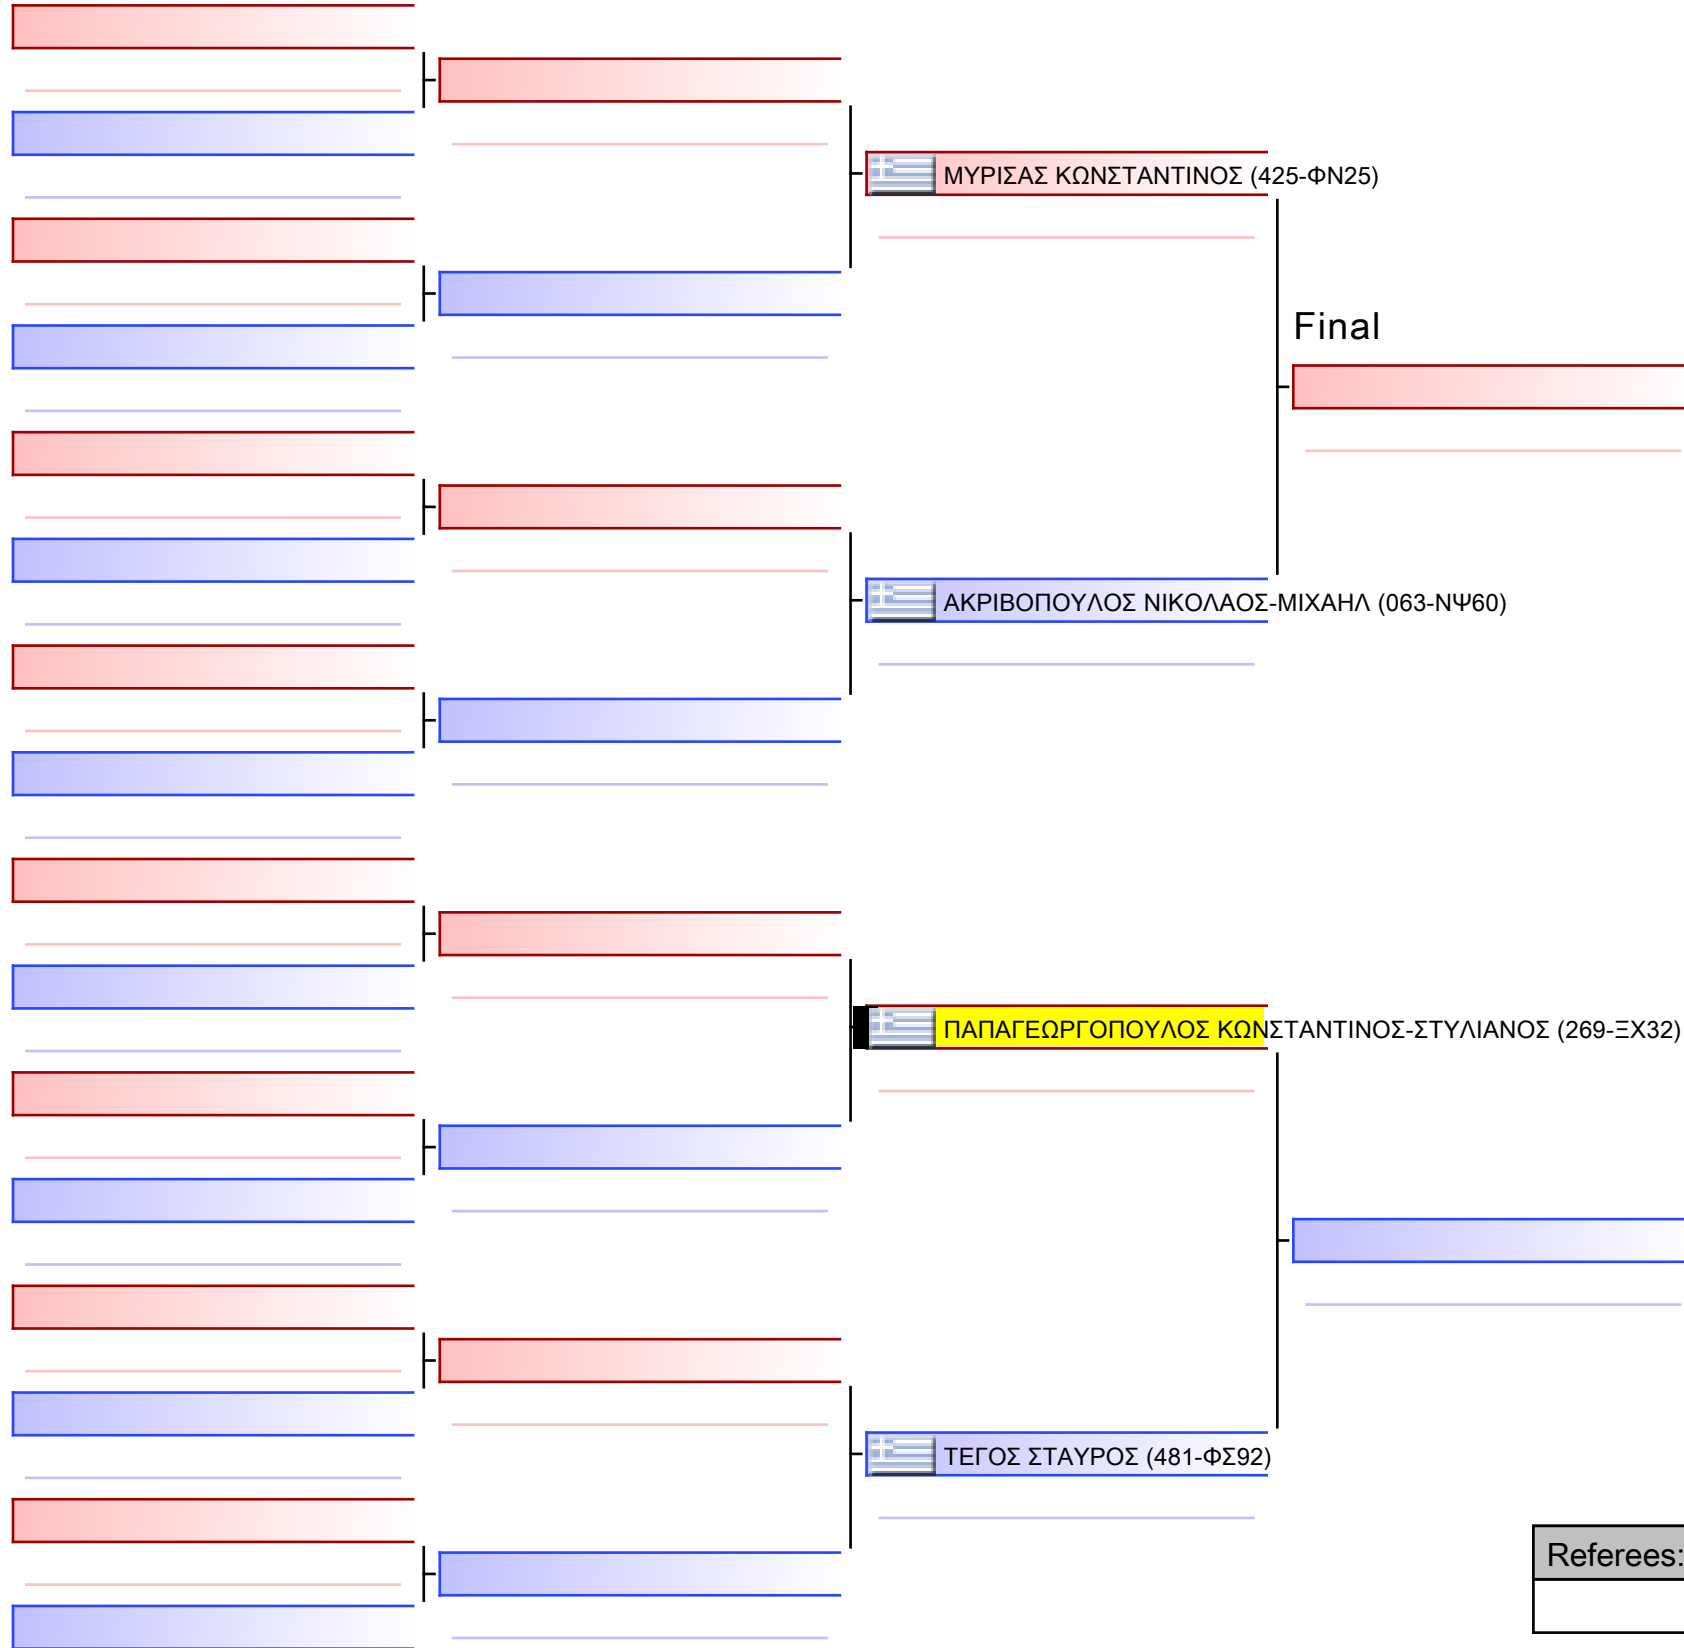 ΜΥΡΙΣΑΣ ΚΩΝΣΤΑΝΤΙΝΟΣ (425-ΦΝ25)
Final
ΑΚΡΙΒΟΠΟΥΛΟΣ ΝΙΚΟΛΑΟΣ-ΜΙΧΑΗΛ (063-ΝΨ60)
ΠΑΠΑΓΕΩΡΓΟΠΟΥΛΟΣ ΚΩΝΣΤΑΝΤΙΝΟΣ-ΣΤΥΛΙΑΝΟΣ (269-ΞΧ32)
ΤΕΓΟΣ ΣΤΑΥΡΟΣ (481-ΦΣ92)
Referees: